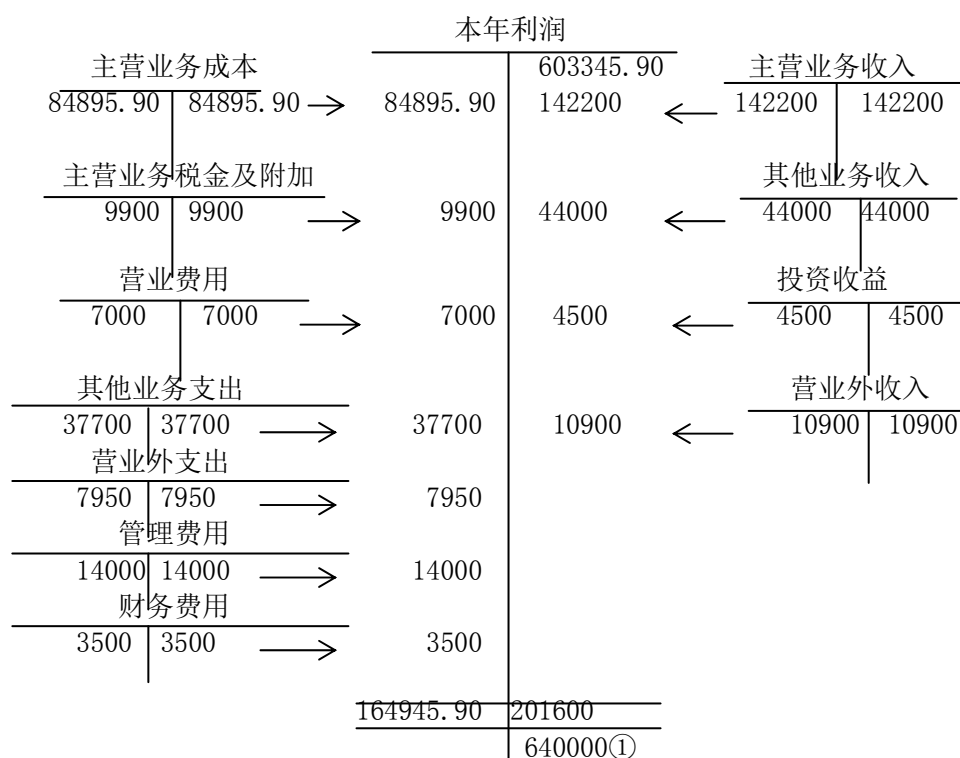 本年利润
603345.90
主营业务成本
主营业务收入
84895.90 84895.90 84895.90 142200 142200 142200
主营业务税金及附加
其他业务收入
9900 9900 9900 44000 44000 44000
营业费用
投资收益
7000 7000 7000 4500 4500 4500
其他业务支出
营业外收入
37700 37700 37700 10900 10900 10900
营业外支出
7950 7950 7950
管理费用
14000 14000 14000
财务费用
3500 3500 3500
164945.90 201600
640000①